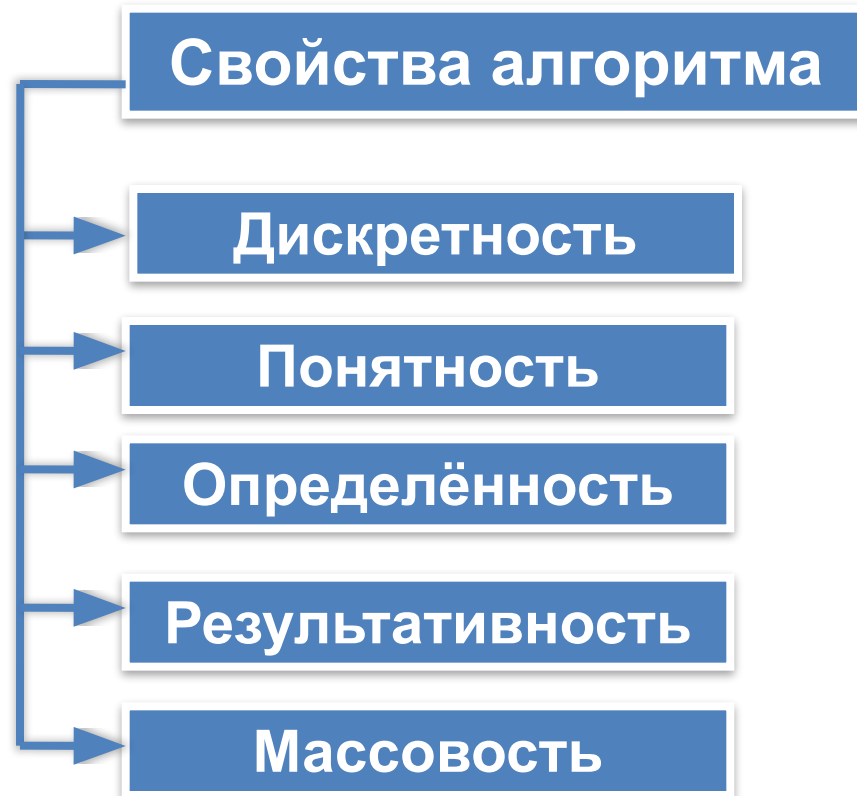 Свойства алгоритма
Дискретность
Понятность
Определённость
Результативность
Массовость